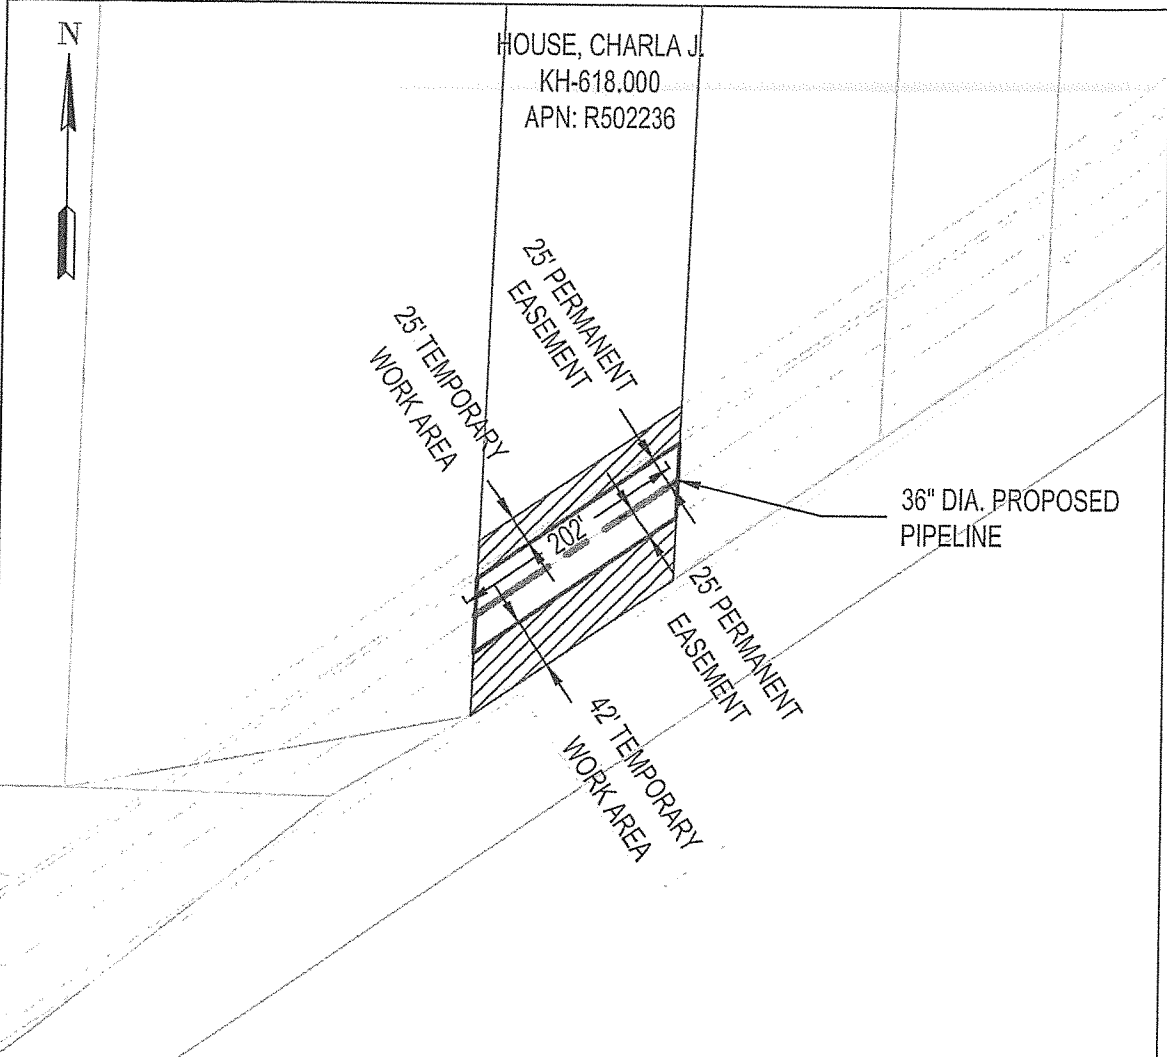 N
HOUSE, CHARLA J.
KH-618.000
APN: R502236
25' PERMANENT
EASEMENT
25' TEMPORARY
WORK AREA
202'
36" DIA. PROPOSED
PIPELINE
25' PERMANENT
EASEMENT
42' TEMPORARY
WORK AREA